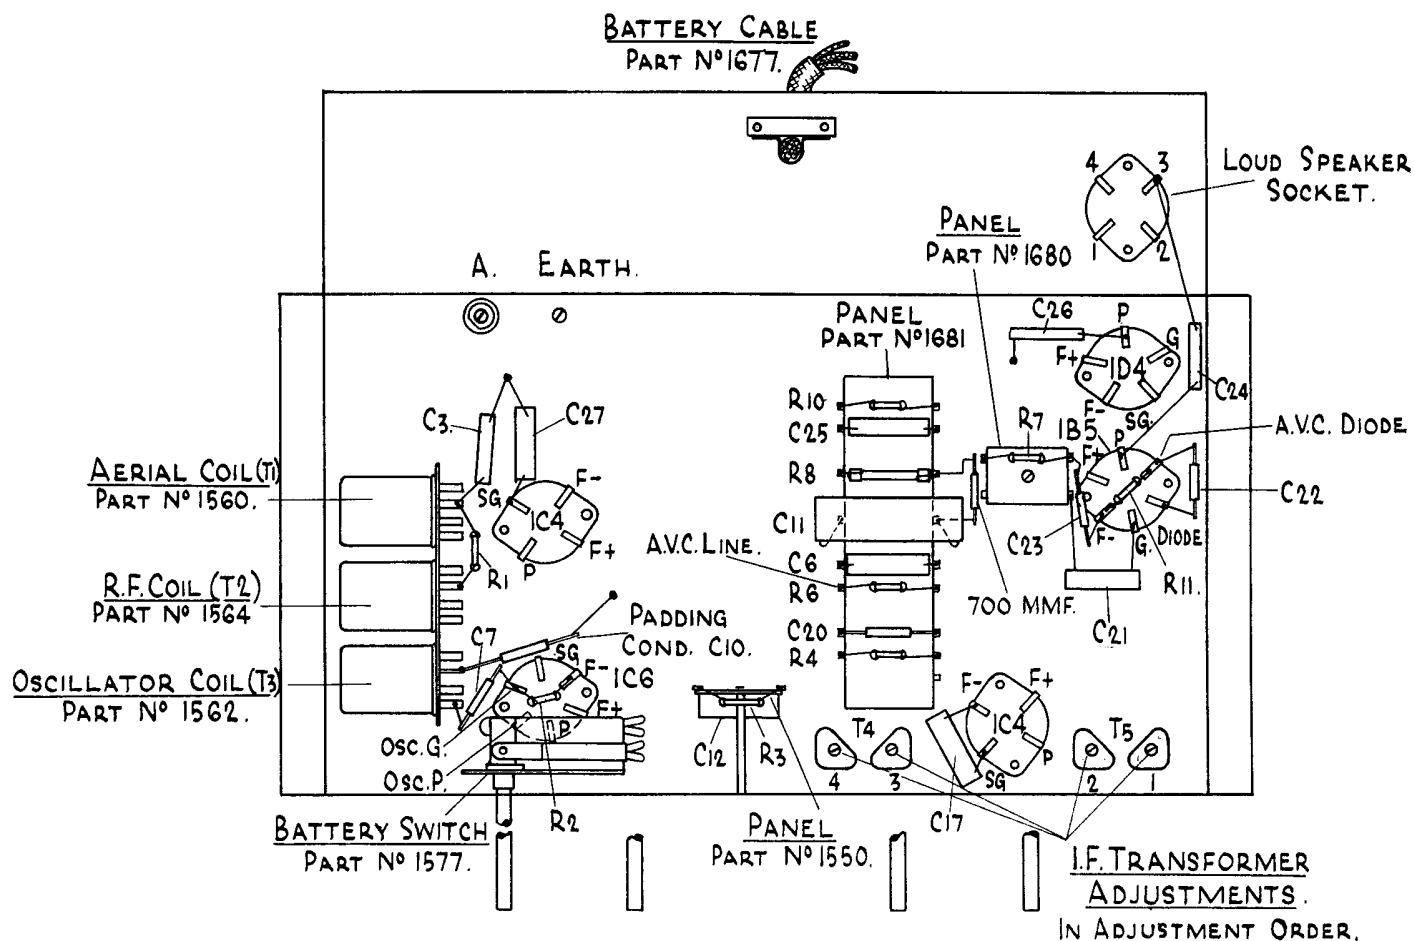 BATTERY CABLE
PART Nº 1677.
4
3
1
2
LOUD SPEAKER
SOCKET.
PANEL
PART Nº 1680
A. EARTH.
PANEL
PART Nº 1681
C26
P
G
F+
1D4
F-
SG.
C24
R10
C25
R8
C11
C6
R6
C20
R4
R7
1B5
P
F+
A.V.C. DIODE
C22
C23
F-
G.
DIODE
R11.
C21
700 MMF.
A.V.C. LINE.
C3.
C27
AERIAL COIL (T1)
PART Nº 1560.
SG
F-
1C4
P
F+
R1
R.F. COIL (T2)
PART Nº 1564
PADDING
COND. C10.
C7
SG
F-
1C6
F+
P
OSCILLATOR COIL (T3)
PART Nº 1562.
OSC.G.
OSC.P.
R2
C12
R3
T4
4
3
F-
F+
1C4
SG
P
C17
T5
2
1
BATTERY SWITCH
PART Nº 1577.
PANEL
PART Nº 1550.
I.F. TRANSFORMER
ADJUSTMENTS.
IN ADJUSTMENT ORDER.